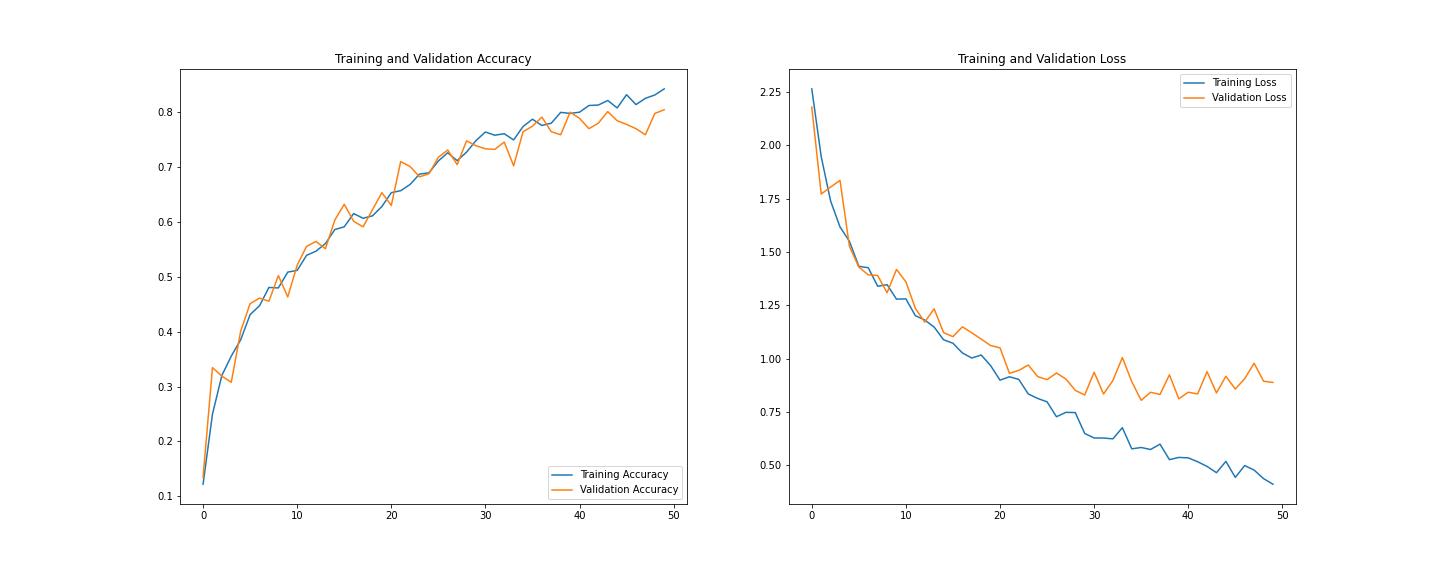 Training and Validation Accuracy
0.8
0.7
0.6
0.5
0.4
0.3
0.2
0.1
0 10 20 30 40 50
Training Accuracy
Validation Accuracy
Training and Validation Loss
2.25
2.00
1.75
1.50
1.25
1.00
0.75
0.50
0 10 20 30 40 50
Training Loss
Validation Loss